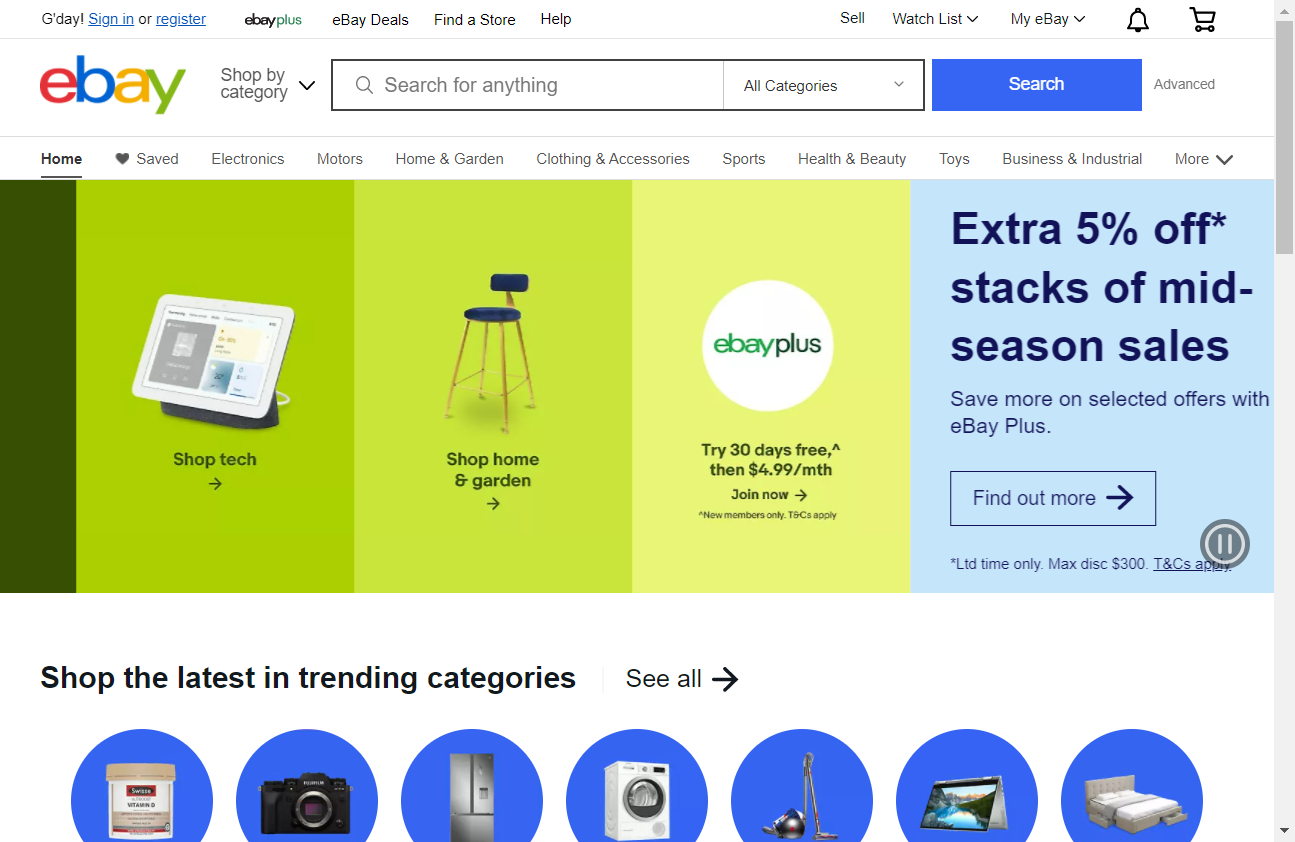 G'day! Sign in or register
ebayplus
eBay Deals
Find a Store
Help
Sell
Watch List
My eBay
ebay
Shop by
category
Search for anything
All Categories
Search
Advanced
Home
Saved
Electronics
Motors
Home & Garden
Clothing & Accessories
Sports
Health & Beauty
Toys
Business & Industrial
More
Shop tech
Shop home
& garden
ebayplus
Try 30 days free,^
then $4.99/mth
Join now
^New members only. T&Cs apply
Extra 5% off*
stacks of mid-
season sales
Save more on selected offers with
eBay Plus.
Find out more
*Ltd time only. Max disc $300. T&Cs apply.
Shop the latest in trending categories
See all
Swisse
VITAMIN D
FUJIFILM